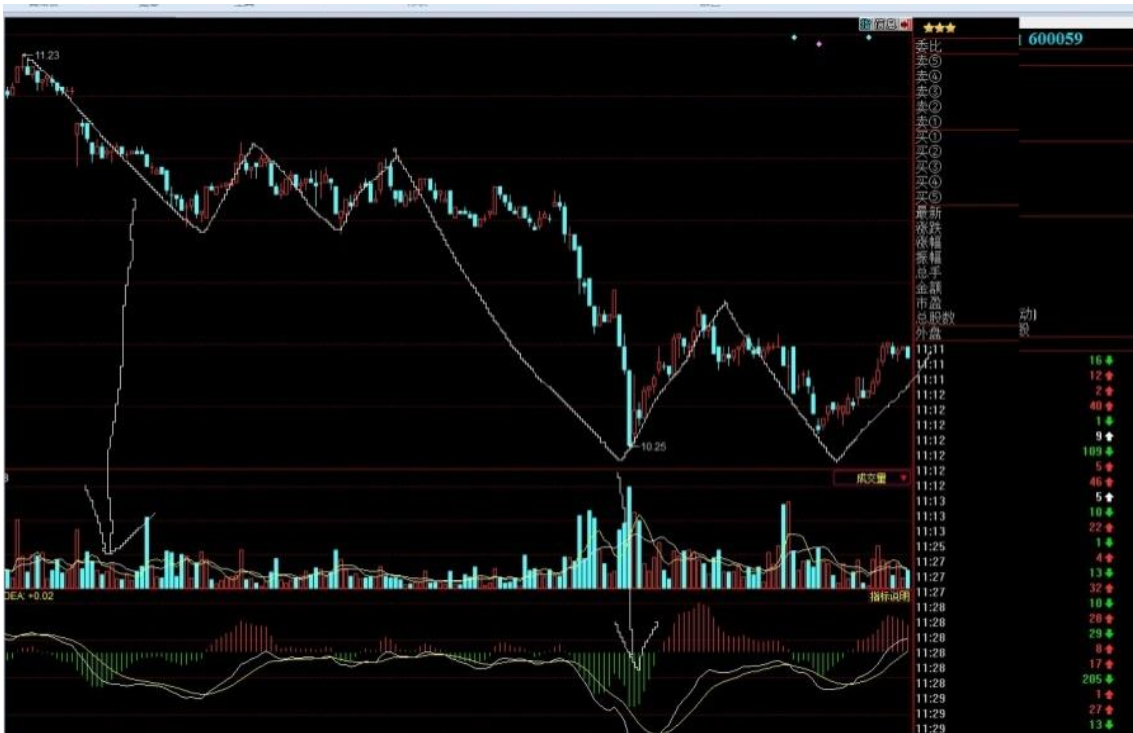 11.23
10.25
成交量
DEA: +0.02
指标说明
★★★
600059
委比
卖⑤
卖④
卖③
卖②
卖①
买①
买②
买③
买④
买⑤
最新
涨跌
涨幅
振幅
总手
金额
市盈
总股数
外盘
动]
股
11:11
11:11 16
11:11 12
11:12 2
11:12 40
11:12 1
11:12 9
11:12 109
11:12 5
11:12 46
11:13 5
11:13 10
11:13 22
11:25 1
11:27 4
11:27 13
11:27 32
11:28 10
11:28 28
11:28 29
11:28 8
11:28 17
11:28 205
11:29 1
11:29 27
11:29 13